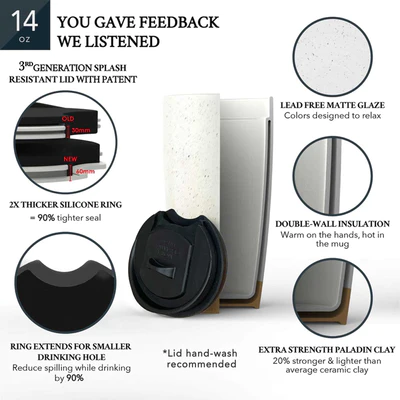 14
OZ
YOU GAVE FEEDBACK
WE LISTENED
3RD GENERATION SPLASH
RESISTANT LID WITH PATENT
OLD
30mm
NEW
60mm
2X THICKER SILICONE RING
= 90% tighter seal
RING EXTENDS FOR SMALLER
DRINKING HOLE
Reduce spilling while drinking
by 90%
*Lid hand-wash
recommended
LEAD FREE MATTE GLAZE
Colors designed to relax
DOUBLE-WALL INSULATION
Warm on the hands, hot in
the mug
EXTRA STRENGTH PALADIN CLAY
20% stronger & lighter than
average ceramic clay